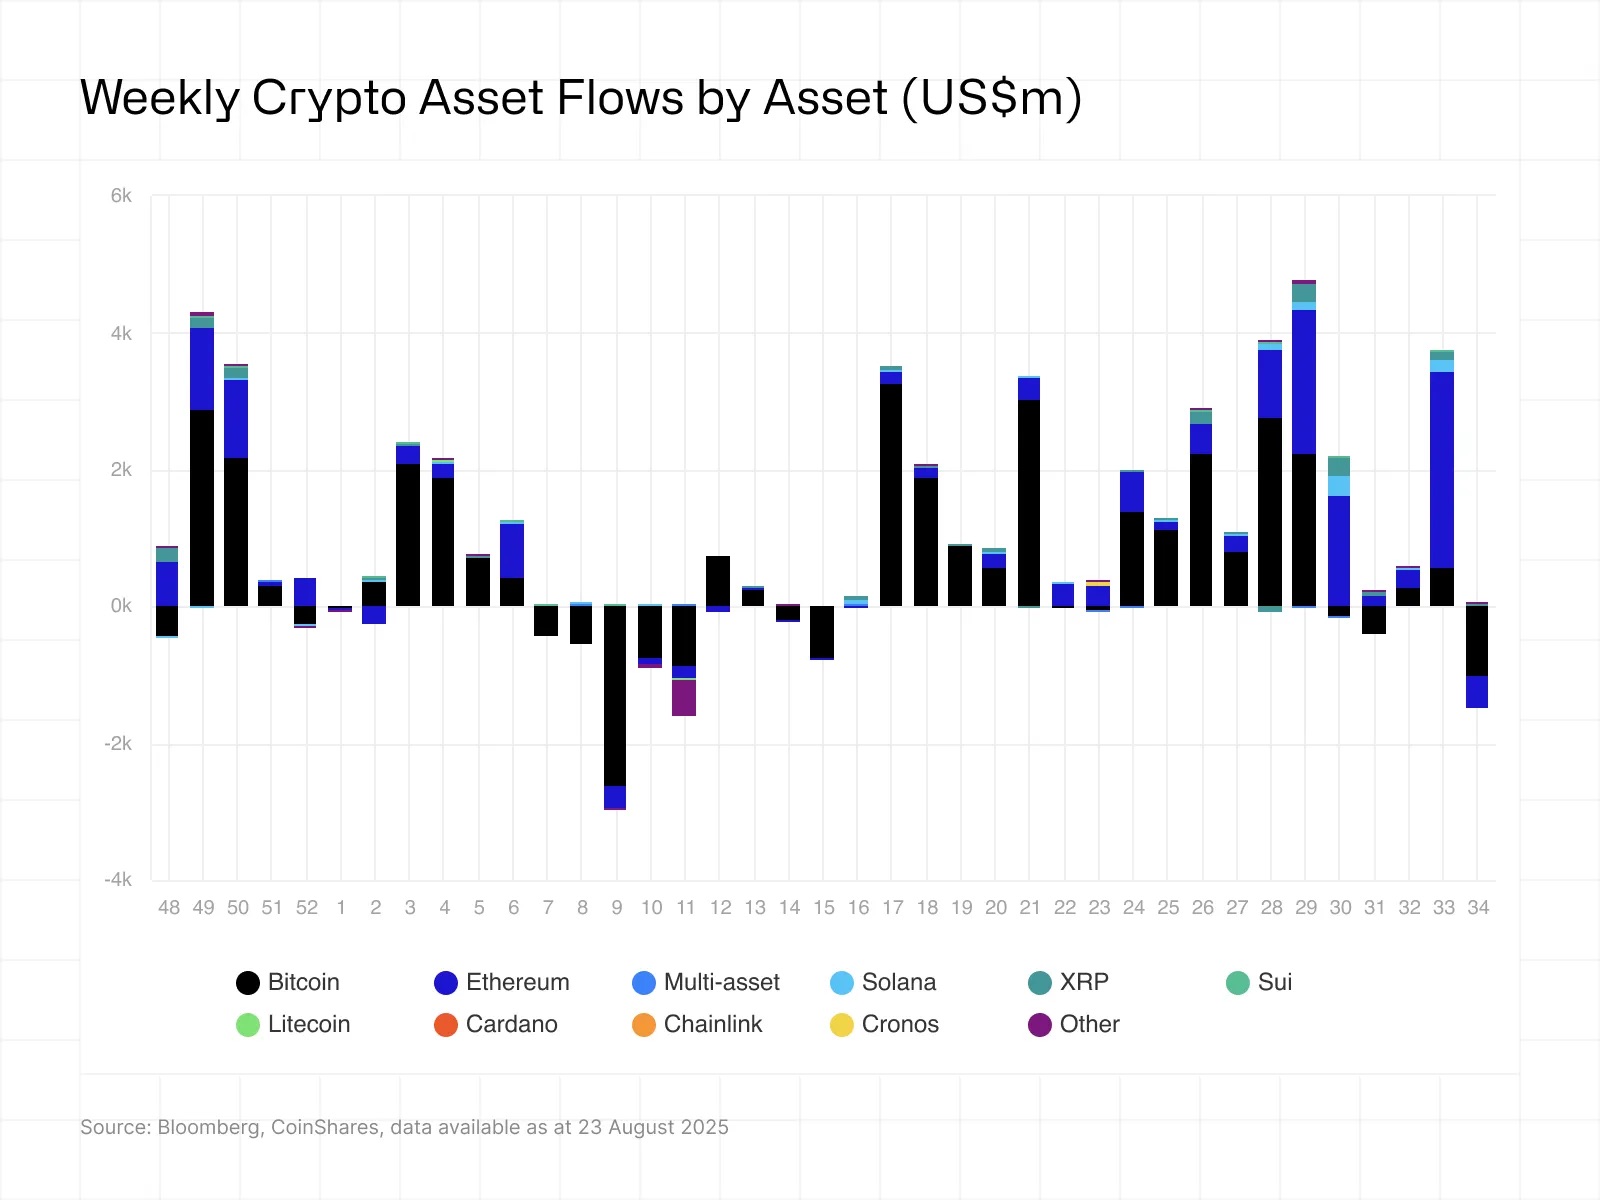 Weekly Crypto Asset Flows by Asset (US$m)
6k
4k
2k
0k
-2k
-4k
48 49 50 51 52 1 2 3 4 5 6 7 8 9 10 11 12 13 14 15 16 17 18 19 20 21 22 23 24 25 26 27 28 29 30 31 32 33 34
Bitcoin Ethereum Multi-asset Solana XRP Sui
Litecoin Cardano Chainlink Cronos Other
Source: Bloomberg, CoinShares, data available as at 23 August 2025